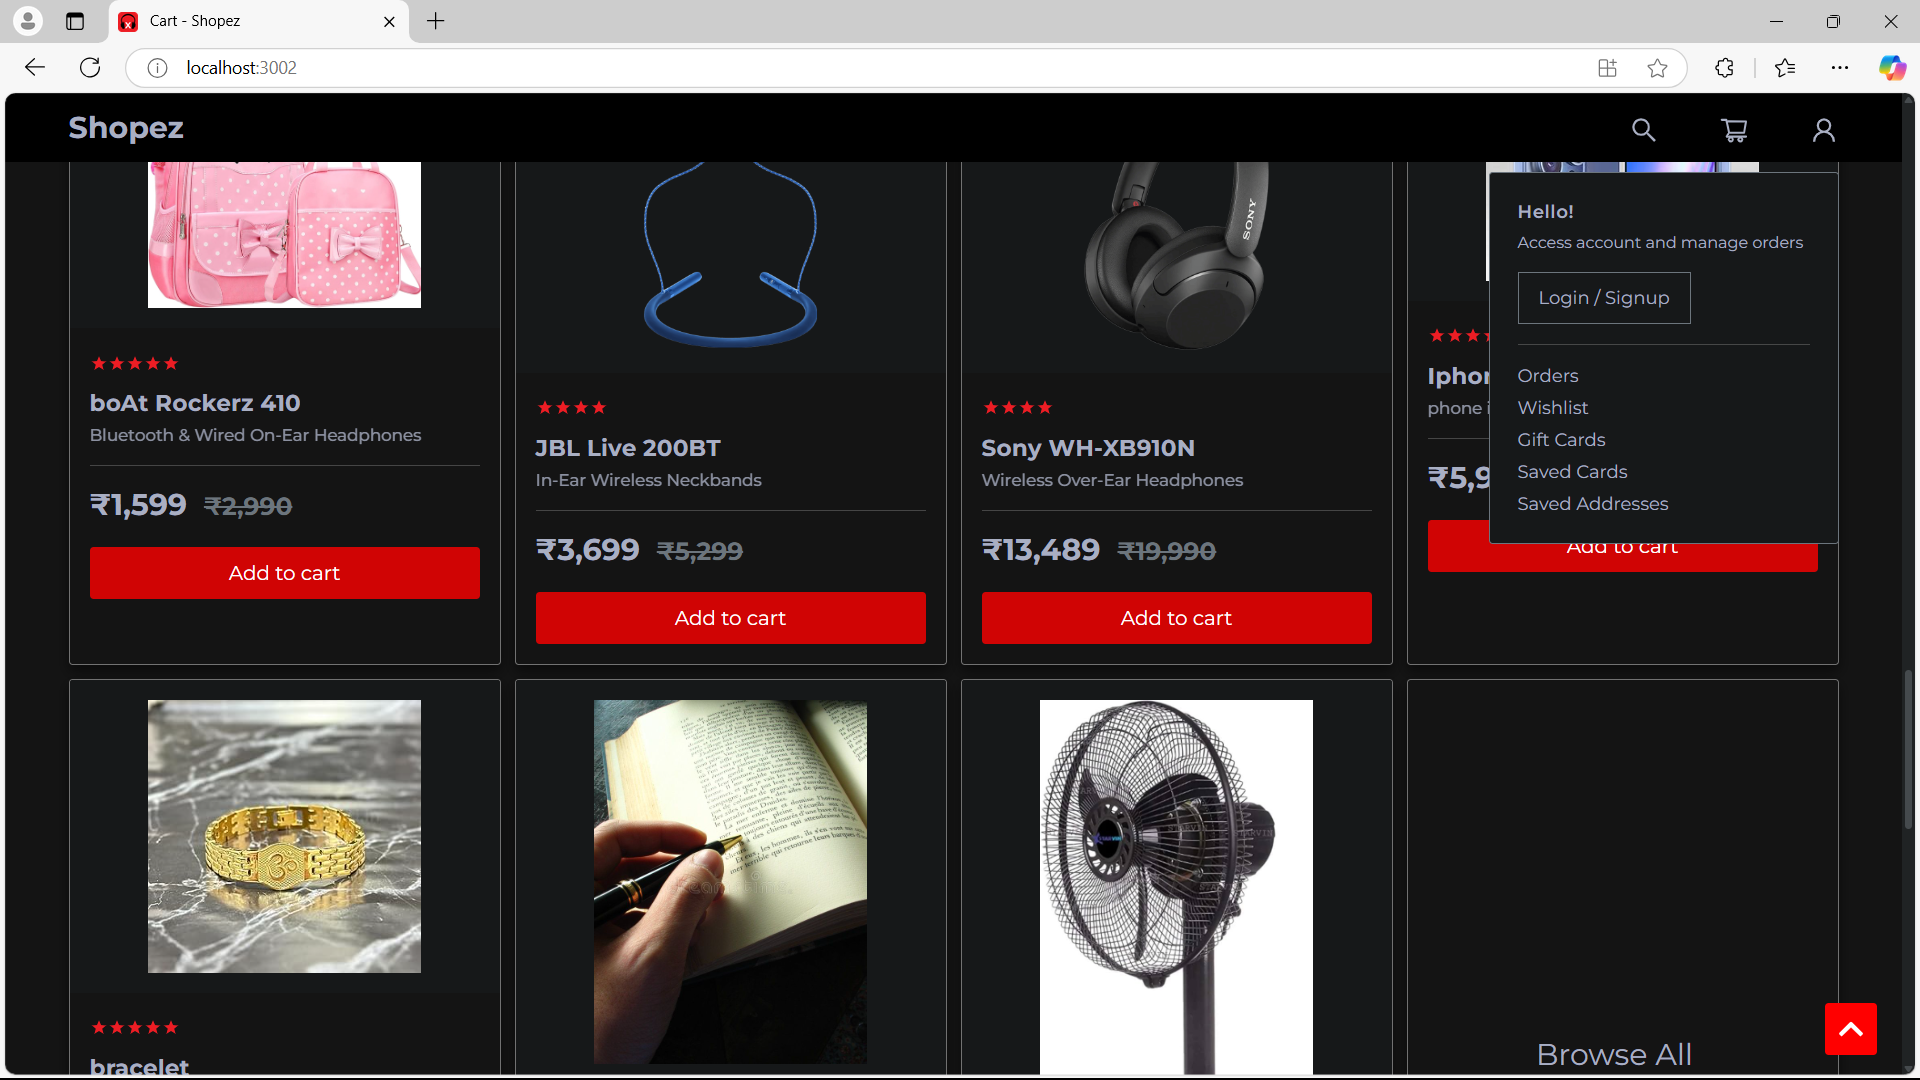 Cart - Shopez
localhost:3002
Shopez
SONY
Hello!
Access account and manage orders
Login / Signup
Orders
Wishlist
Gift Cards
Saved Cards
Saved Addresses
boAt Rockerz 410
Bluetooth & Wired On-Ear Headphones
₹1,599 ₹2,990
Add to cart
JBL Live 200BT
In-Ear Wireless Neckbands
₹3,699 ₹5,299
Add to cart
Sony WH-XB910N
Wireless Over-Ear Headphones
₹13,489 ₹19,990
Add to cart
Iphon
phone i
₹5,9
Add to cart
bracelet
Browse All